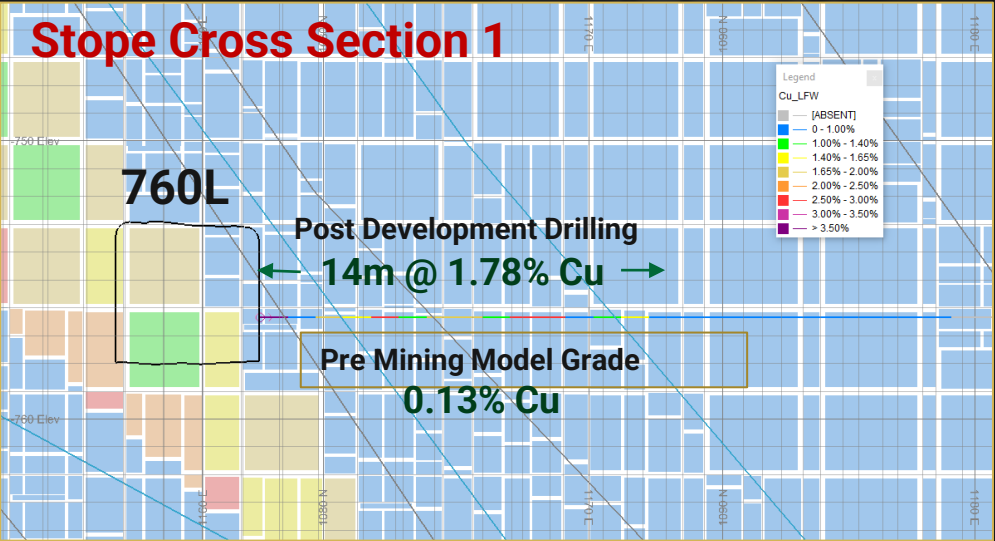 Stope Cross Section 1
1170 E
1090 N
1180 E
Legend
Cu_LFW
[ABSENT]
0 - 1.00%
1.00% - 1.40%
1.40% - 1.65%
1.65% - 2.00%
2.00% - 2.50%
2.50% - 3.00%
3.00% - 3.50%
> 3.50%
-750 Elev
760L
Post Development Drilling
14m @ 1.78% Cu
Pre Mining Model Grade
0.13% Cu
-760 Elev
1160 E
1080 N
1170 E
1090 N
1180 E